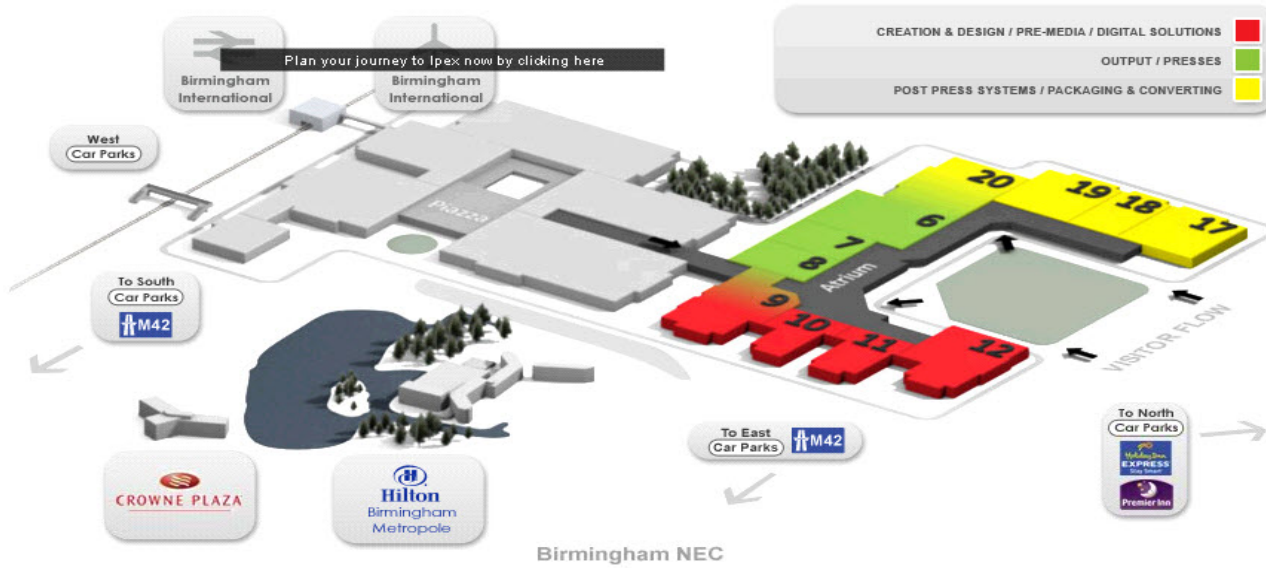 CREATION & DESIGN / PRE-MEDIA / DIGITAL SOLUTIONS
OUTPUT / PRESSES
POST PRESS SYSTEMS / PACKAGING & CONVERTING
Plan your journey to Ipex now by clicking here
Birmingham
International
Birmingham
International
West
Car Parks
Piazza
20
19
18
17
6
7
8
Atrium
9
10
11
12
To South
Car Parks
M42
VISITOR FLOW
To East
Car Parks
M42
To North
Car Parks
Holiday Inn
EXPRESS
Stay Smart
Premier Inn
CROWNE PLAZA
Hilton
Birmingham
Metropole
Birmingham NEC